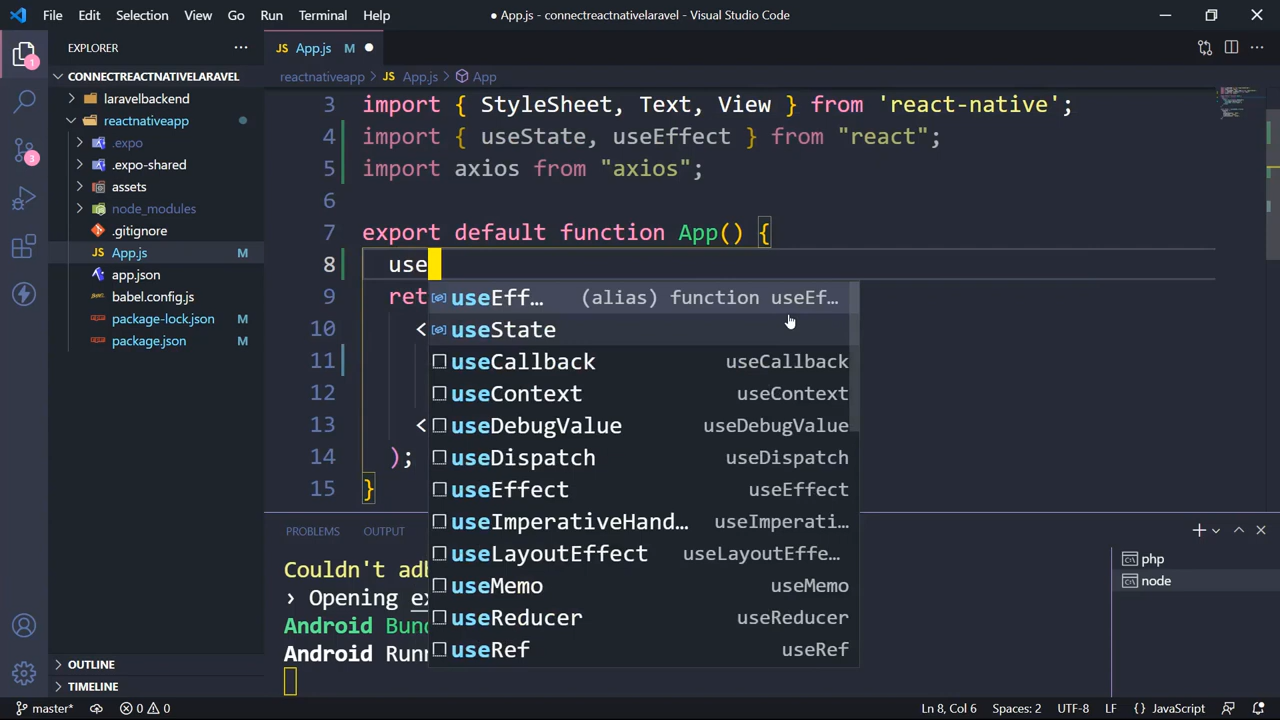 File Edit Selection View Go Run Terminal Help
● App.js - connectreactnativelaravel - Visual Studio Code
EXPLORER
CONNECTREACTNATIVELARAVEL
laravelbackend
reactnativeapp
.expo
.expo-shared
assets
node_modules
.gitignore
App.js M
app.json
babel.config.js
package-lock.json M
package.json M
OUTLINE
TIMELINE
1
3
JS App.js M
reactnativeapp > JS App.js > App
3 import { StyleSheet, Text, View } from 'react-native';
4 import { useState, useEffect } from "react";
5 import axios from "axios";
6
7 export default function App() {
8 use
9 ret
10 <
11
12
13 <
14 );
15 }
useEff… (alias) function useEf…
useState
useCallback useCallback
useContext useContext
useDebugValue useDebugValue
useDispatch useDispatch
useEffect useEffect
useImperativeHand… useImperati…
useLayoutEffect useLayoutEffe…
useMemo useMemo
useReducer useReducer
useRef useRef
PROBLEMS OUTPUT
Couldn't adb
› Opening ex
Android Bun
Android Runn
php
node
master* 0 0
Ln 8, Col 6 Spaces: 2 UTF-8 LF {} JavaScript